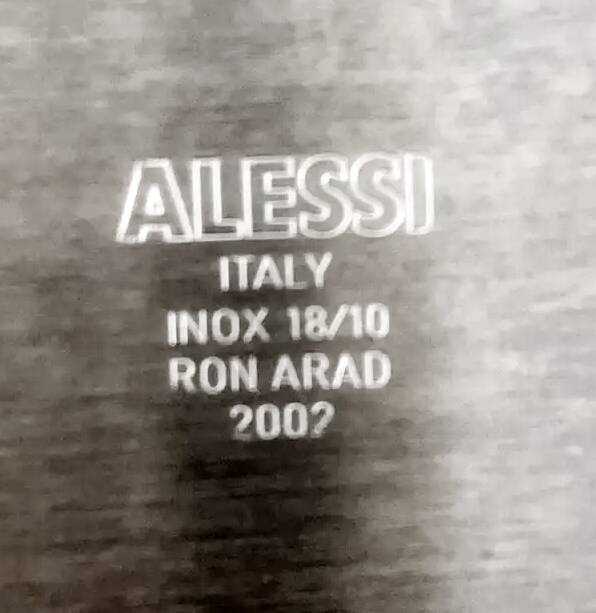 ALESSI
ITALY
INOX 18/10
RON ARAD
2002